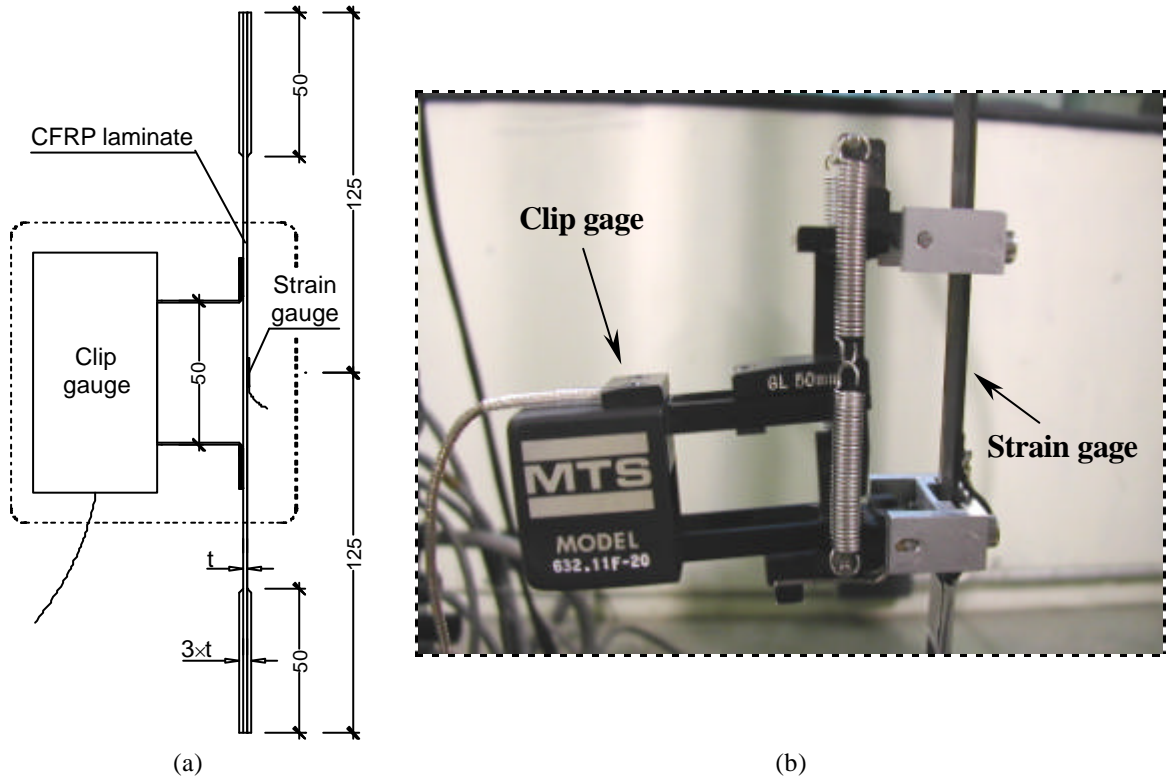 50
CFRP laminate
125
Strain
gauge
Clip
gauge
50
t
125
3×t
50
(a)
Clip gage
GL 50mm
Strain gage
MTS
MODEL
632.11F-20
(b)